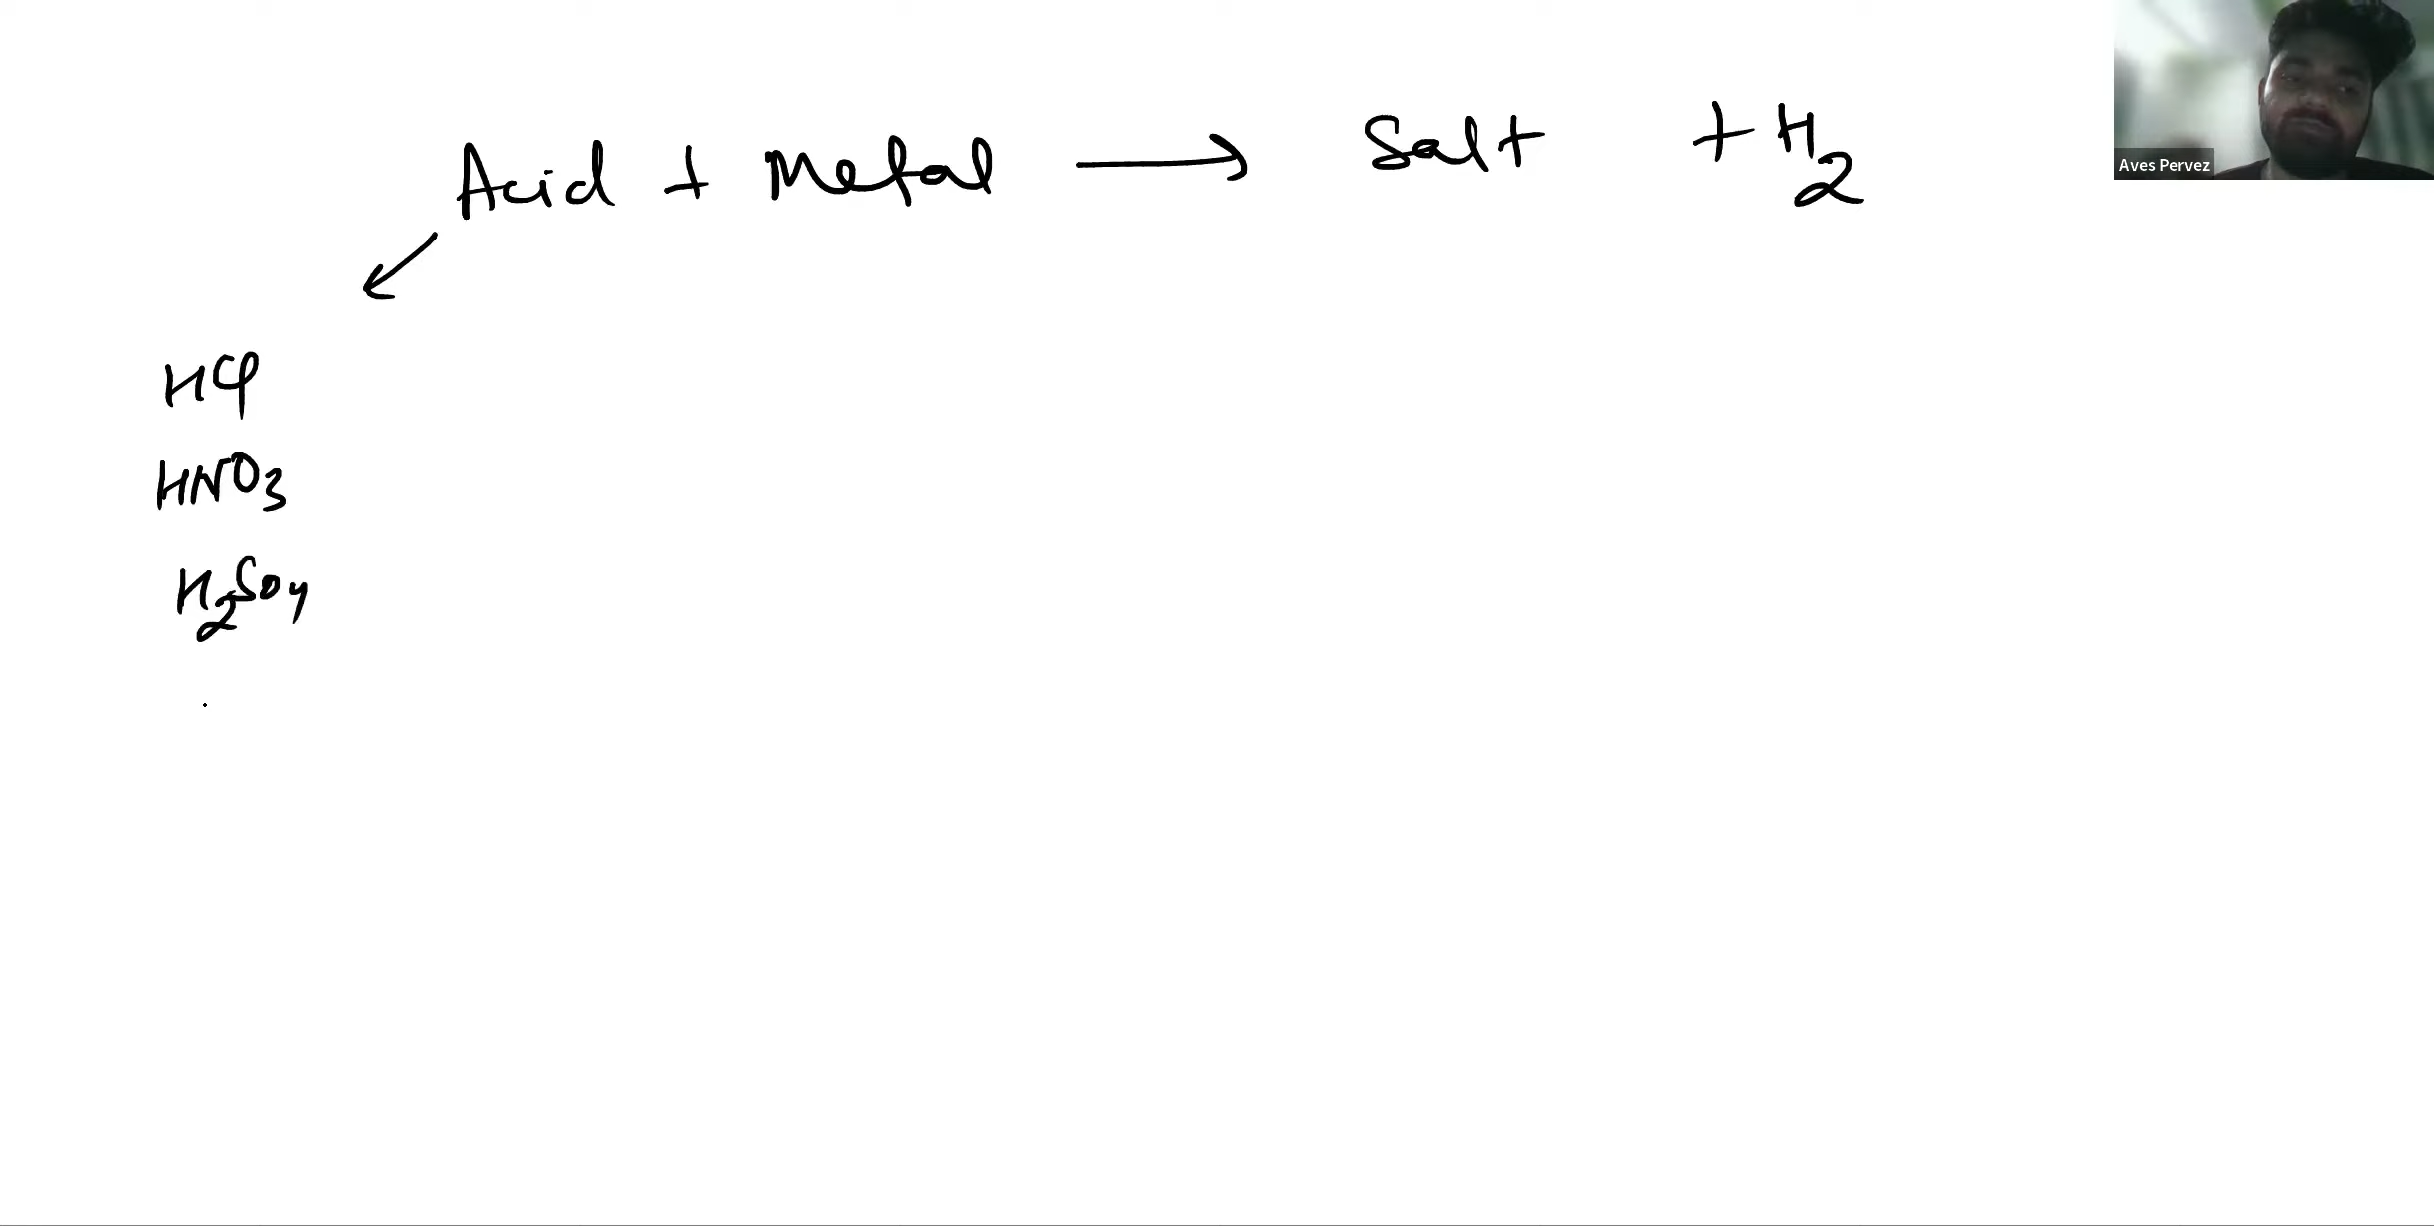 Acid + Metal → Salt + H2
Aves Pervez
HCl
HNO3
H2SO4